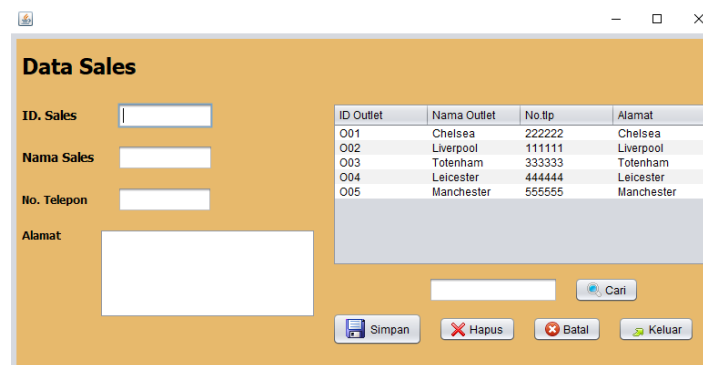 Data Sales
ID. Sales
Nama Sales
No. Telepon
Alamat
ID Outlet Nama Outlet No.tlp Alamat
O01 Chelsea 222222 Chelsea
O02 Liverpool 111111 Liverpool
O03 Totenham 333333 Totenham
O04 Leicester 444444 Leicester
O05 Manchester 555555 Manchester
Cari
Simpan Hapus Batal Keluar